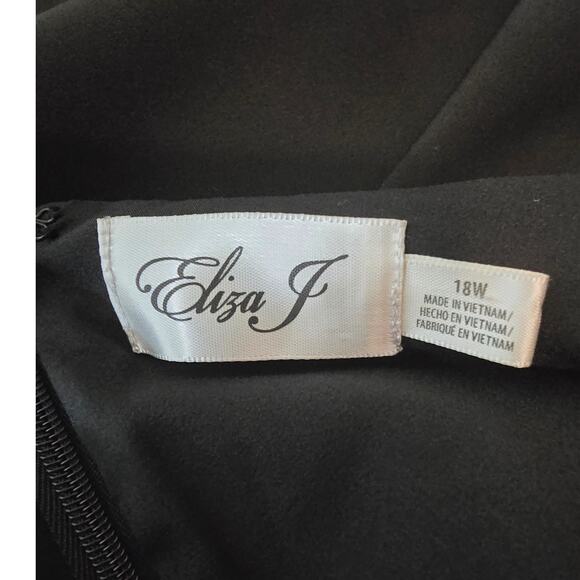 Eliza J
18W
MADE IN VIETNAM/
HECHO EN VIETNAM/
FABRIQUÉ EN VIETNAM